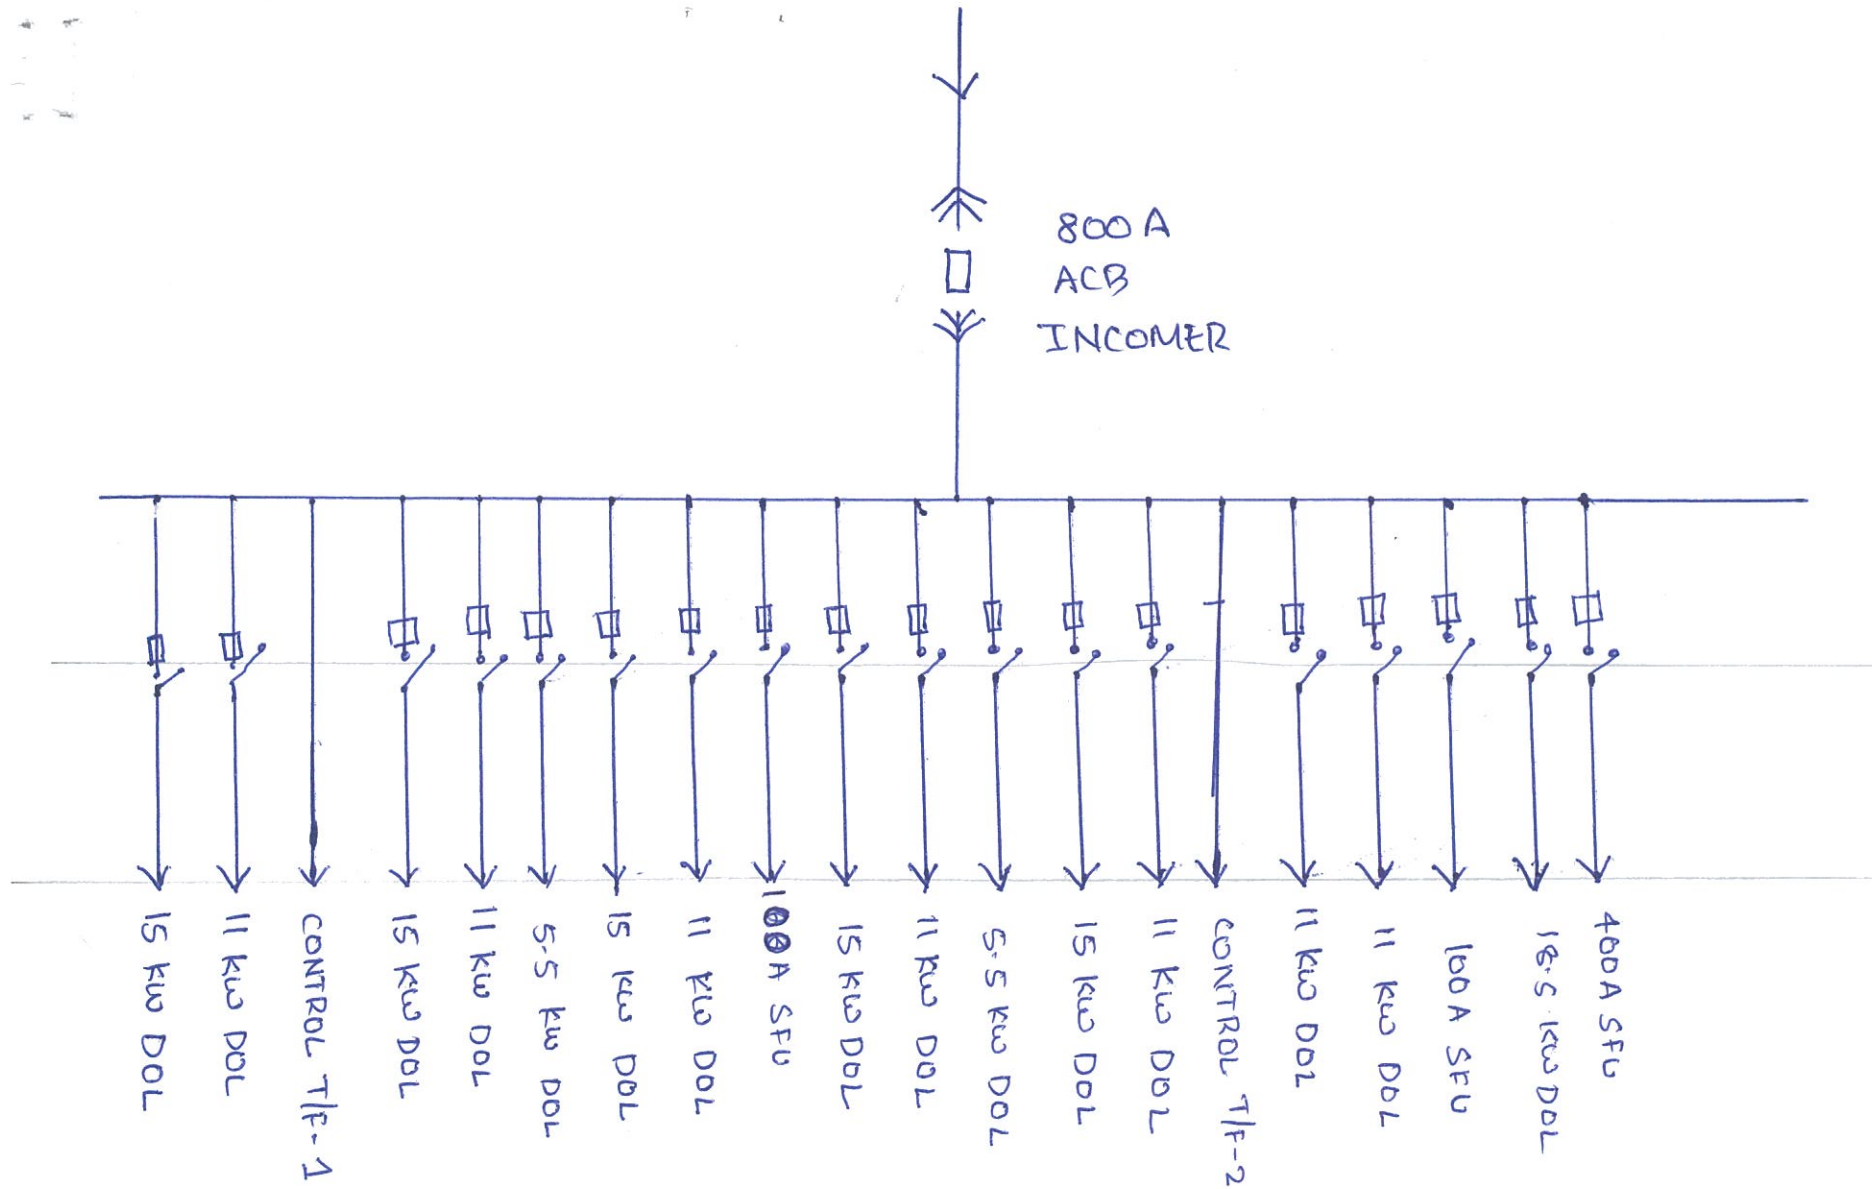 800 A
ACB
INCOMER
15 KW DOL
11 KW DOL
CONTROL T/F-1
15 KW DOL
11 KW DOL
5.5 KW DOL
15 KW DOL
11 KW DOL
100A SFU
15 KW DOL
11 KW DOL
5.5 KW DOL
15 KW DOL
11 KW DOL
CONTROL T/F-2
11 KW DOL
11 KW DOL
100A SFU
18.5 KW DOL
400A SFU